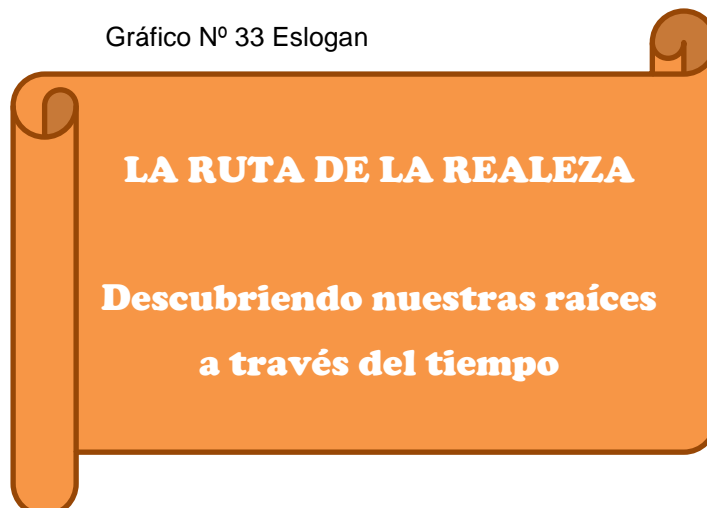 Gráfico Nº 33 Eslogan
LA RUTA DE LA REALEZA
Descubriendo nuestras raíces
a través del tiempo